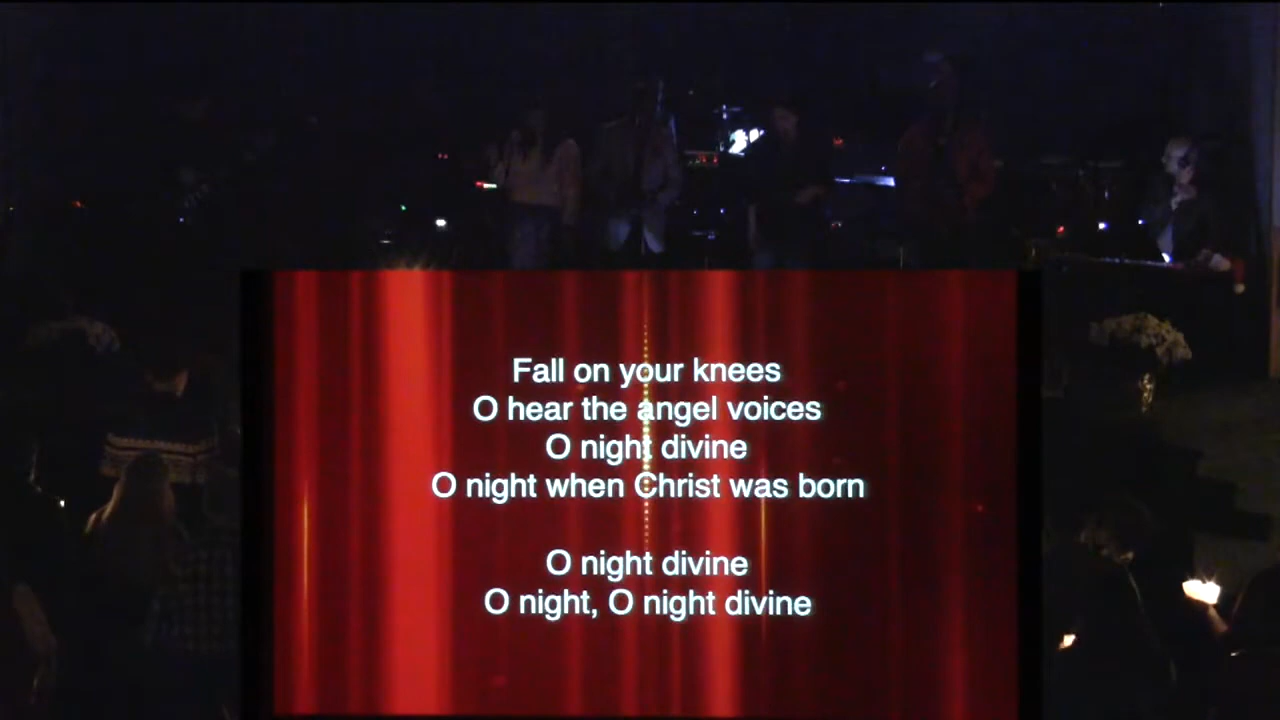 Fall on your knees
O hear the angel voices
O night divine
O night when Christ was born
O night divine
O night, O night divine